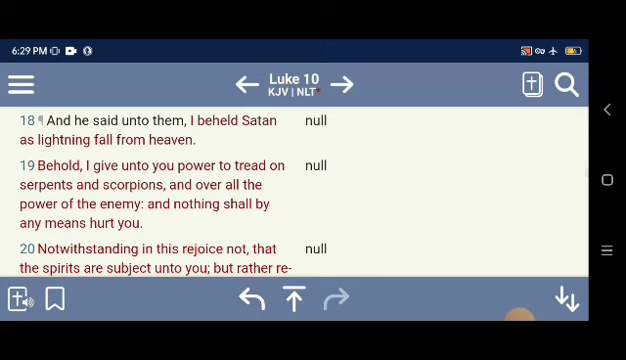 6:29 PM
Luke 10
KJV | NLT*
18 ¶ And he said unto them, I beheld Satan null
as lightning fall from heaven.
19 Behold, I give unto you power to tread on null
serpents and scorpions, and over all the
power of the enemy: and nothing shall by
any means hurt you.
20 Notwithstanding in this rejoice not, that null
the spirits are subject unto you; but rather re-